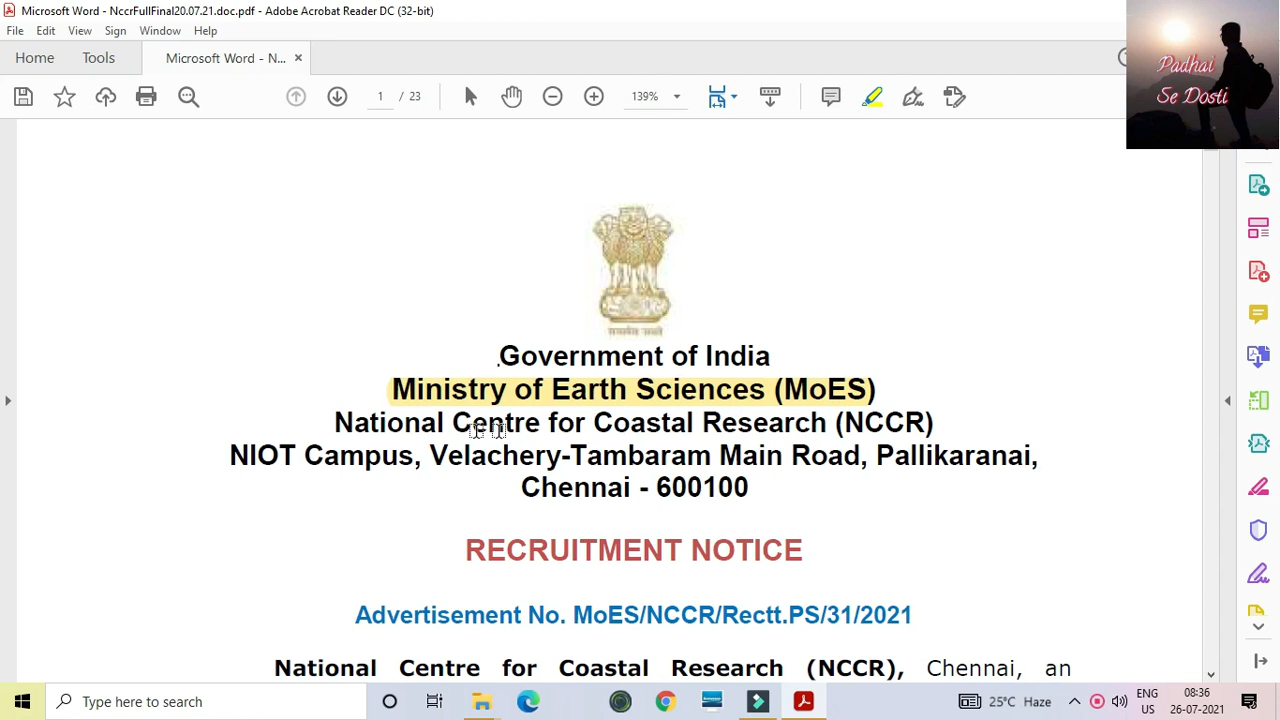 Microsoft Word - NccrFullFinal20.07.21.doc.pdf - Adobe Acrobat Reader DC (32-bit)
File Edit View Sign Window Help
Home Tools Microsoft Word - N... ×
1 / 23 139%
Padhai
Se Dosti
Government of India
Ministry of Earth Sciences (MoES)
National Centre for Coastal Research (NCCR)
NIOT Campus, Velachery-Tambaram Main Road, Pallikaranai,
Chennai - 600100
RECRUITMENT NOTICE
Advertisement No. MoES/NCCR/Rectt.PS/31/2021
National Centre for Coastal Research (NCCR), Chennai, an
Type here to search
25°C Haze
ENG
US
08:36
26-07-2021